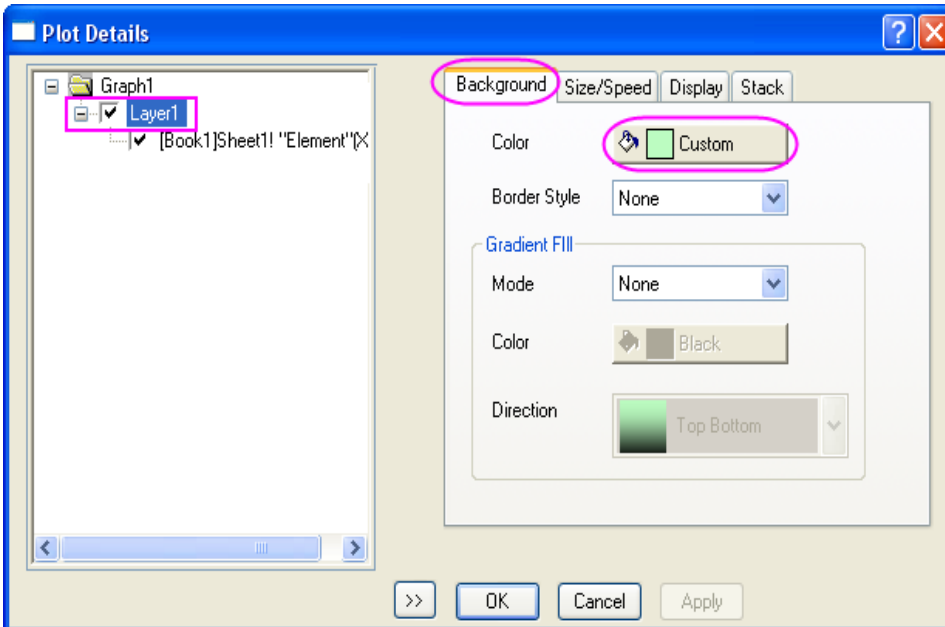 Plot Details
Graph1
Layer1
[Book1]Sheet1! "Element"(X
Background Size/Speed Display Stack
Color Custom
Border Style None
Gradient FIll
Mode None
Color Black
Direction Top Bottom
>> OK Cancel Apply